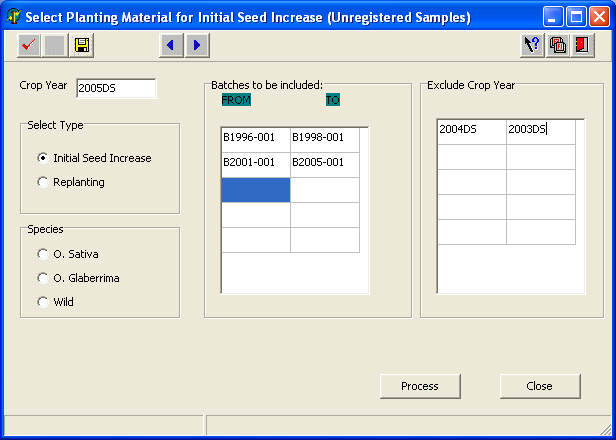 Select Planting Material for Initial Seed Increase (Unregistered Samples)
Crop Year 2005DS
Select Type
Initial Seed Increase
Replanting
Species
O. Sativa
O. Glaberrima
Wild
Batches to be included:
FROM TO
B1996-001 B1998-001
B2001-001 B2005-001
Exclude Crop Year
2004DS 2003DS
Process Close